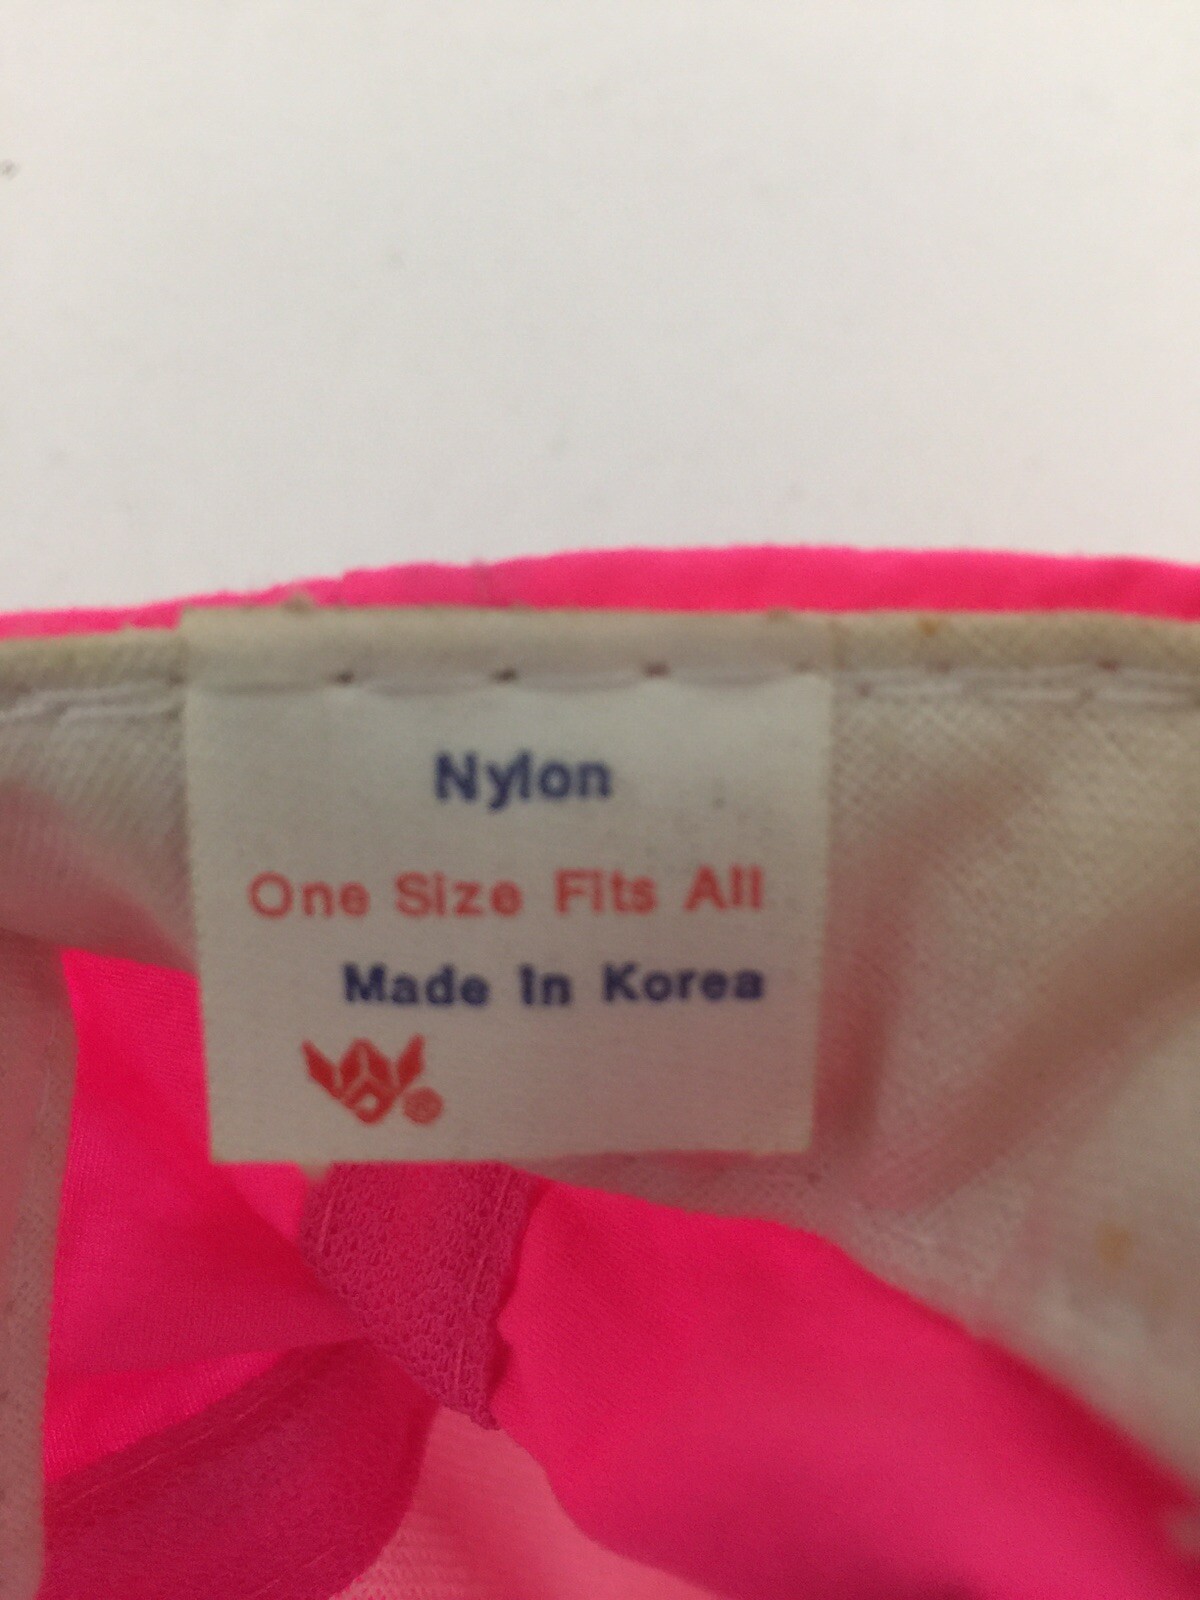 Nylon
One Size Fits All
Made In Korea
®